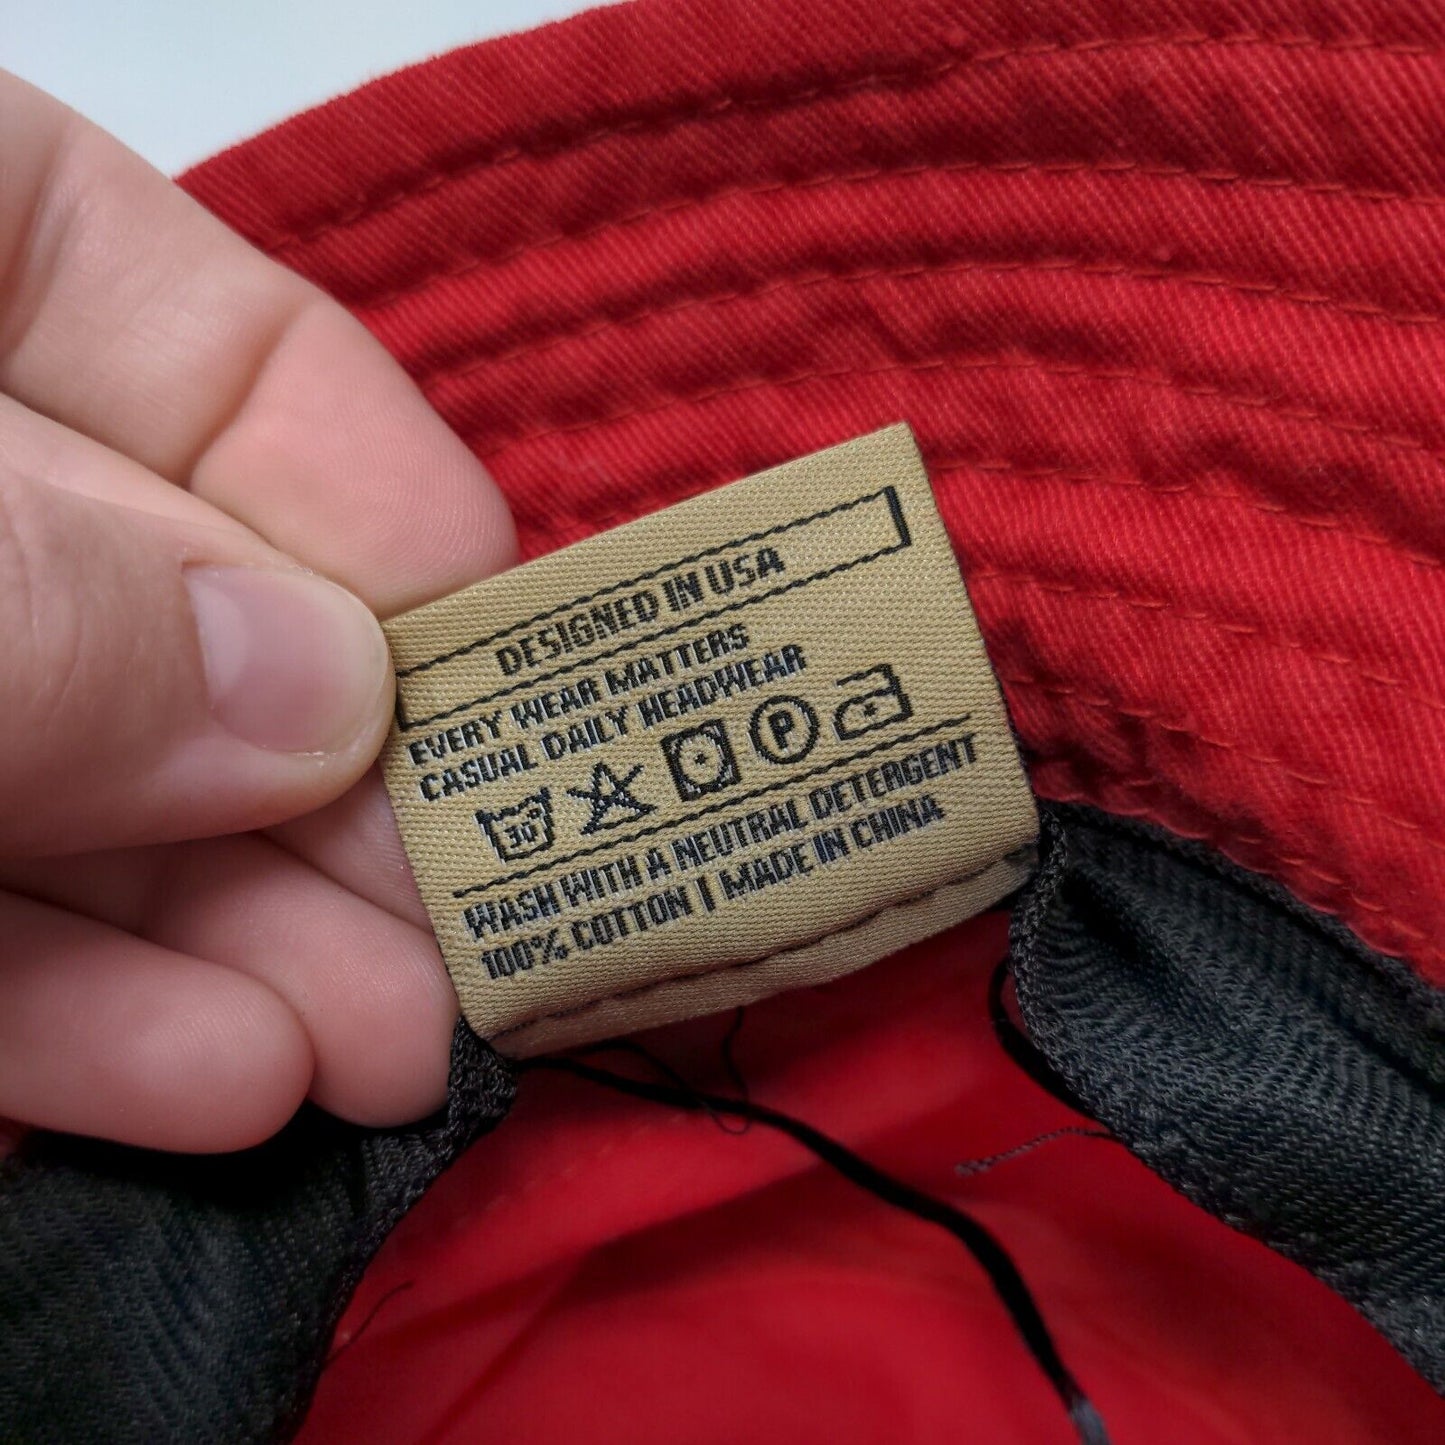 DESIGNED IN USA
EVERY WEAR MATTERS
CASUAL DAILY HEADWEAR
30° P
WASH WITH A NEUTRAL DETERGENT
100% COTTON | MADE IN CHINA